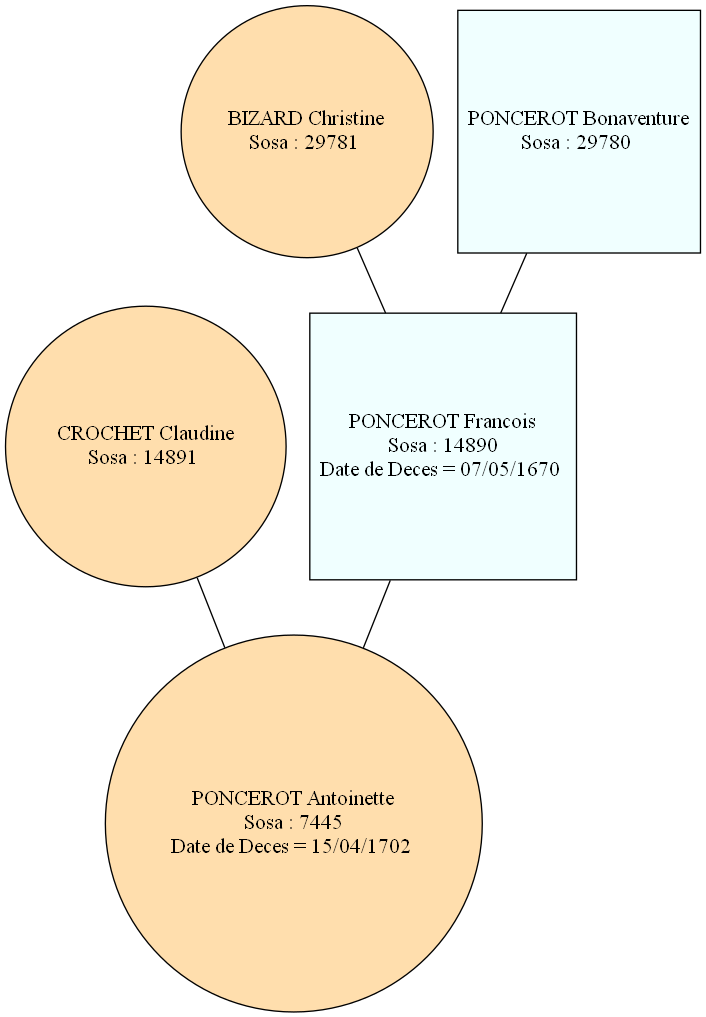 BIZARD Christine
Sosa : 29781
PONCEROT Bonaventure
Sosa : 29780
CROCHET Claudine
Sosa : 14891
PONCEROT Francois
Sosa : 14890
Date de Deces = 07/05/1670
PONCEROT Antoinette
Sosa : 7445
Date de Deces = 15/04/1702